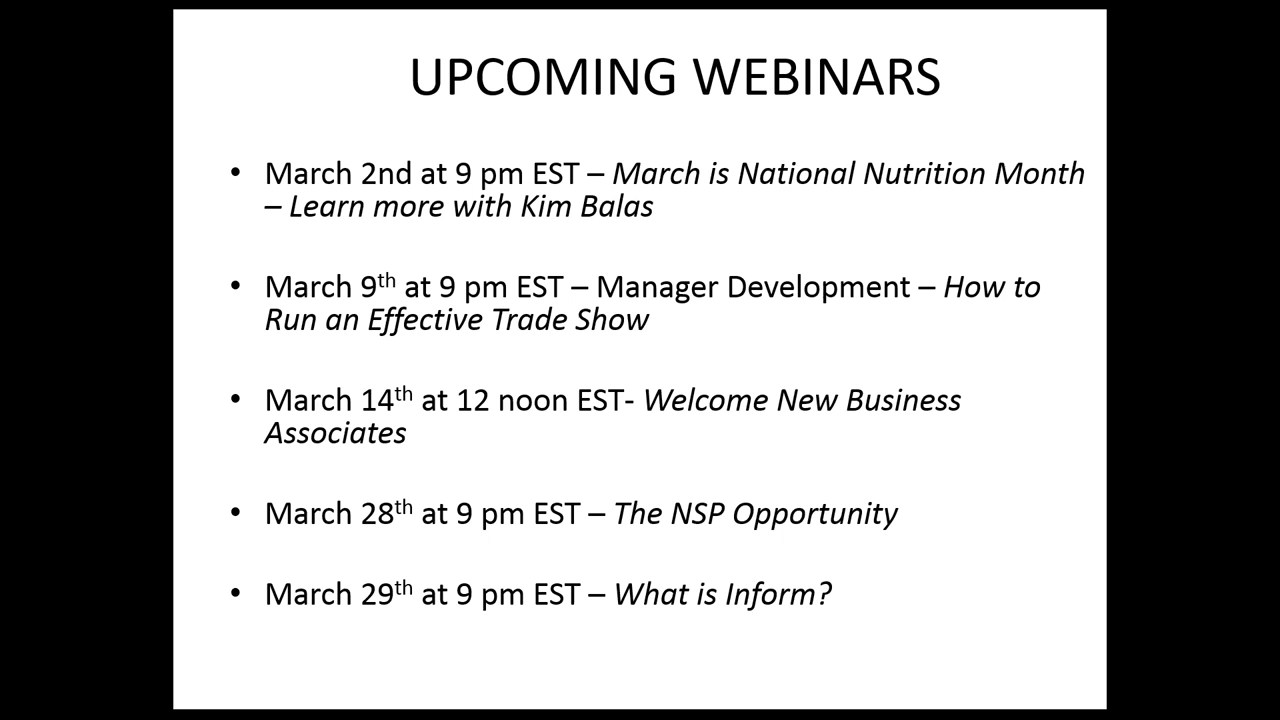 UPCOMING WEBINARS
• March 2nd at 9 pm EST – March is National Nutrition Month
– Learn more with Kim Balas
• March 9th at 9 pm EST – Manager Development – How to
Run an Effective Trade Show
• March 14th at 12 noon EST- Welcome New Business
Associates
• March 28th at 9 pm EST – The NSP Opportunity
• March 29th at 9 pm EST – What is Inform?